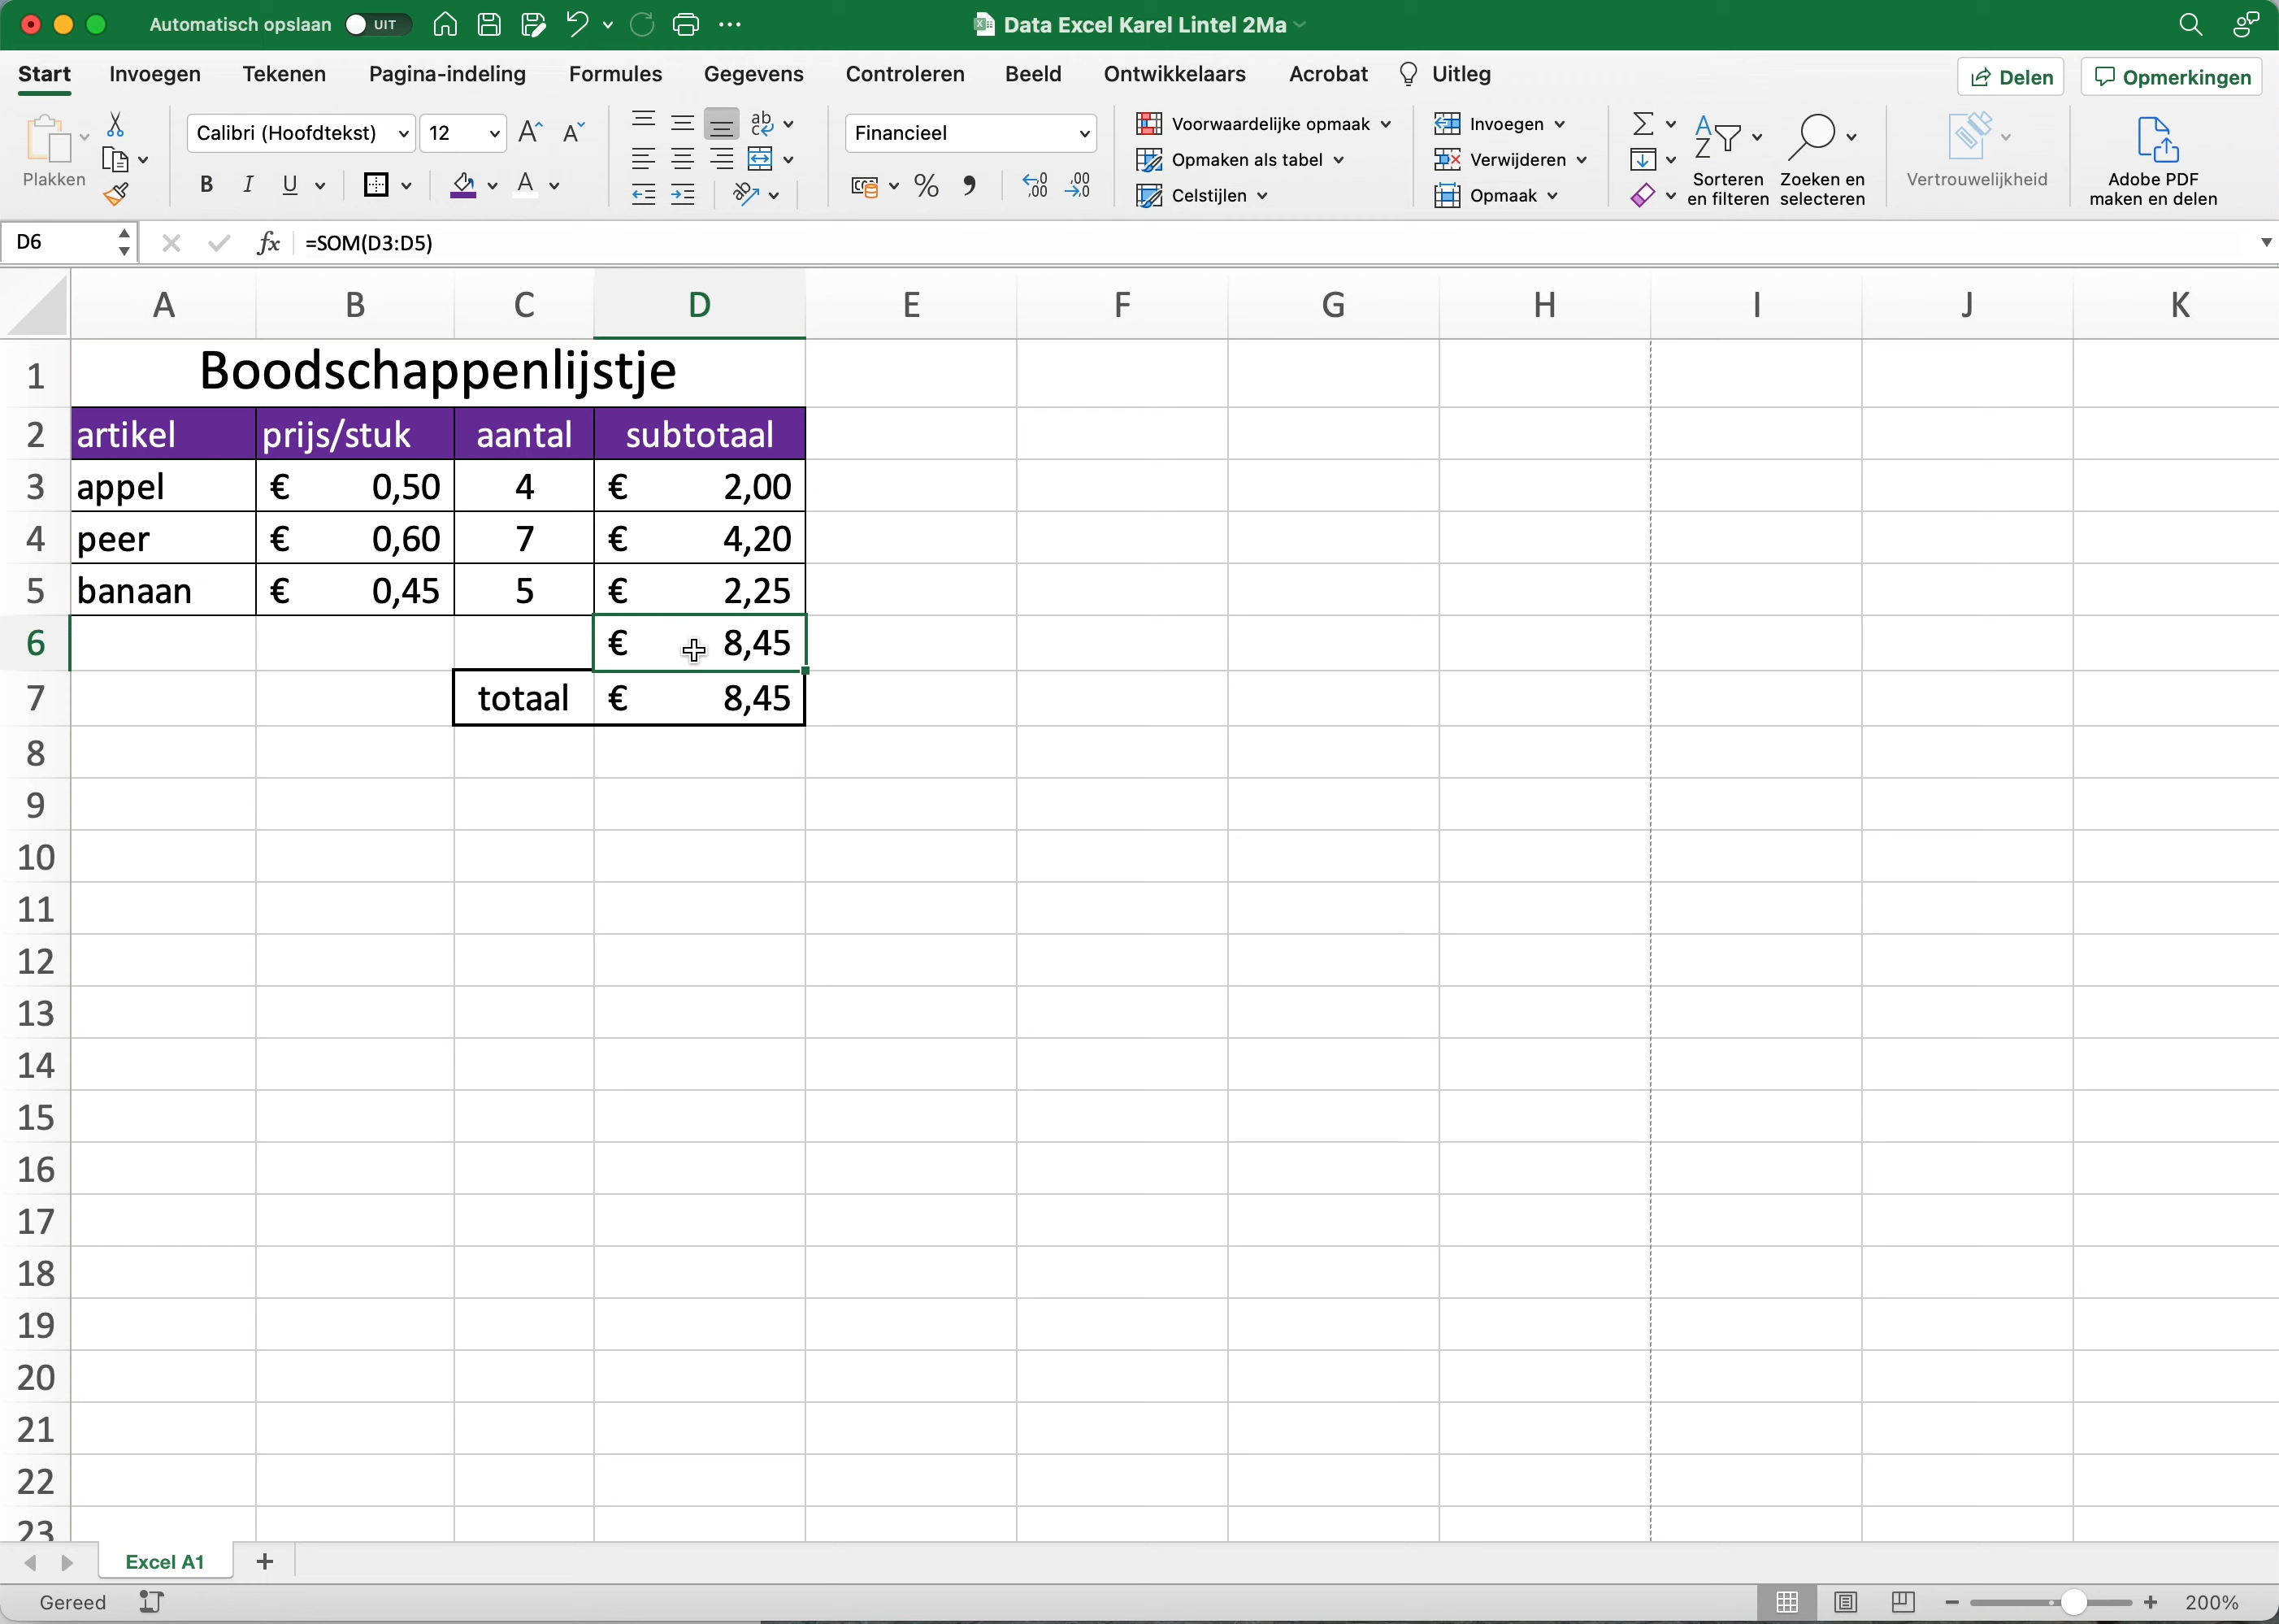 Automatisch opslaan UIT Data Excel Karel Lintel 2Ma
Start Invoegen Tekenen Pagina-indeling Formules Gegevens Controleren Beeld Ontwikkelaars Acrobat Uitleg Delen Opmerkingen
Plakken
Calibri (Hoofdtekst) 12
B I U A
ab
Financieel
% ,00 ,00
Voorwaardelijke opmaak
Opmaken als tabel
Celstijlen
Invoegen
Verwijderen
Opmaak
Sorteren en filteren
Zoeken en selecteren
Vertrouwelijkheid
Adobe PDF maken en delen
D6 fx =SOM(D3:D5)
A B C D E F G H I J K
1 Boodschappenlijstje
2 artikel prijs/stuk aantal subtotaal
3 appel € 0,50 4 € 2,00
4 peer € 0,60 7 € 4,20
5 banaan € 0,45 5 € 2,25
6 € 8,45
7 totaal € 8,45
8
9
10
11
12
13
14
15
16
17
18
19
20
21
22
23
Excel A1 +
Gereed 200%